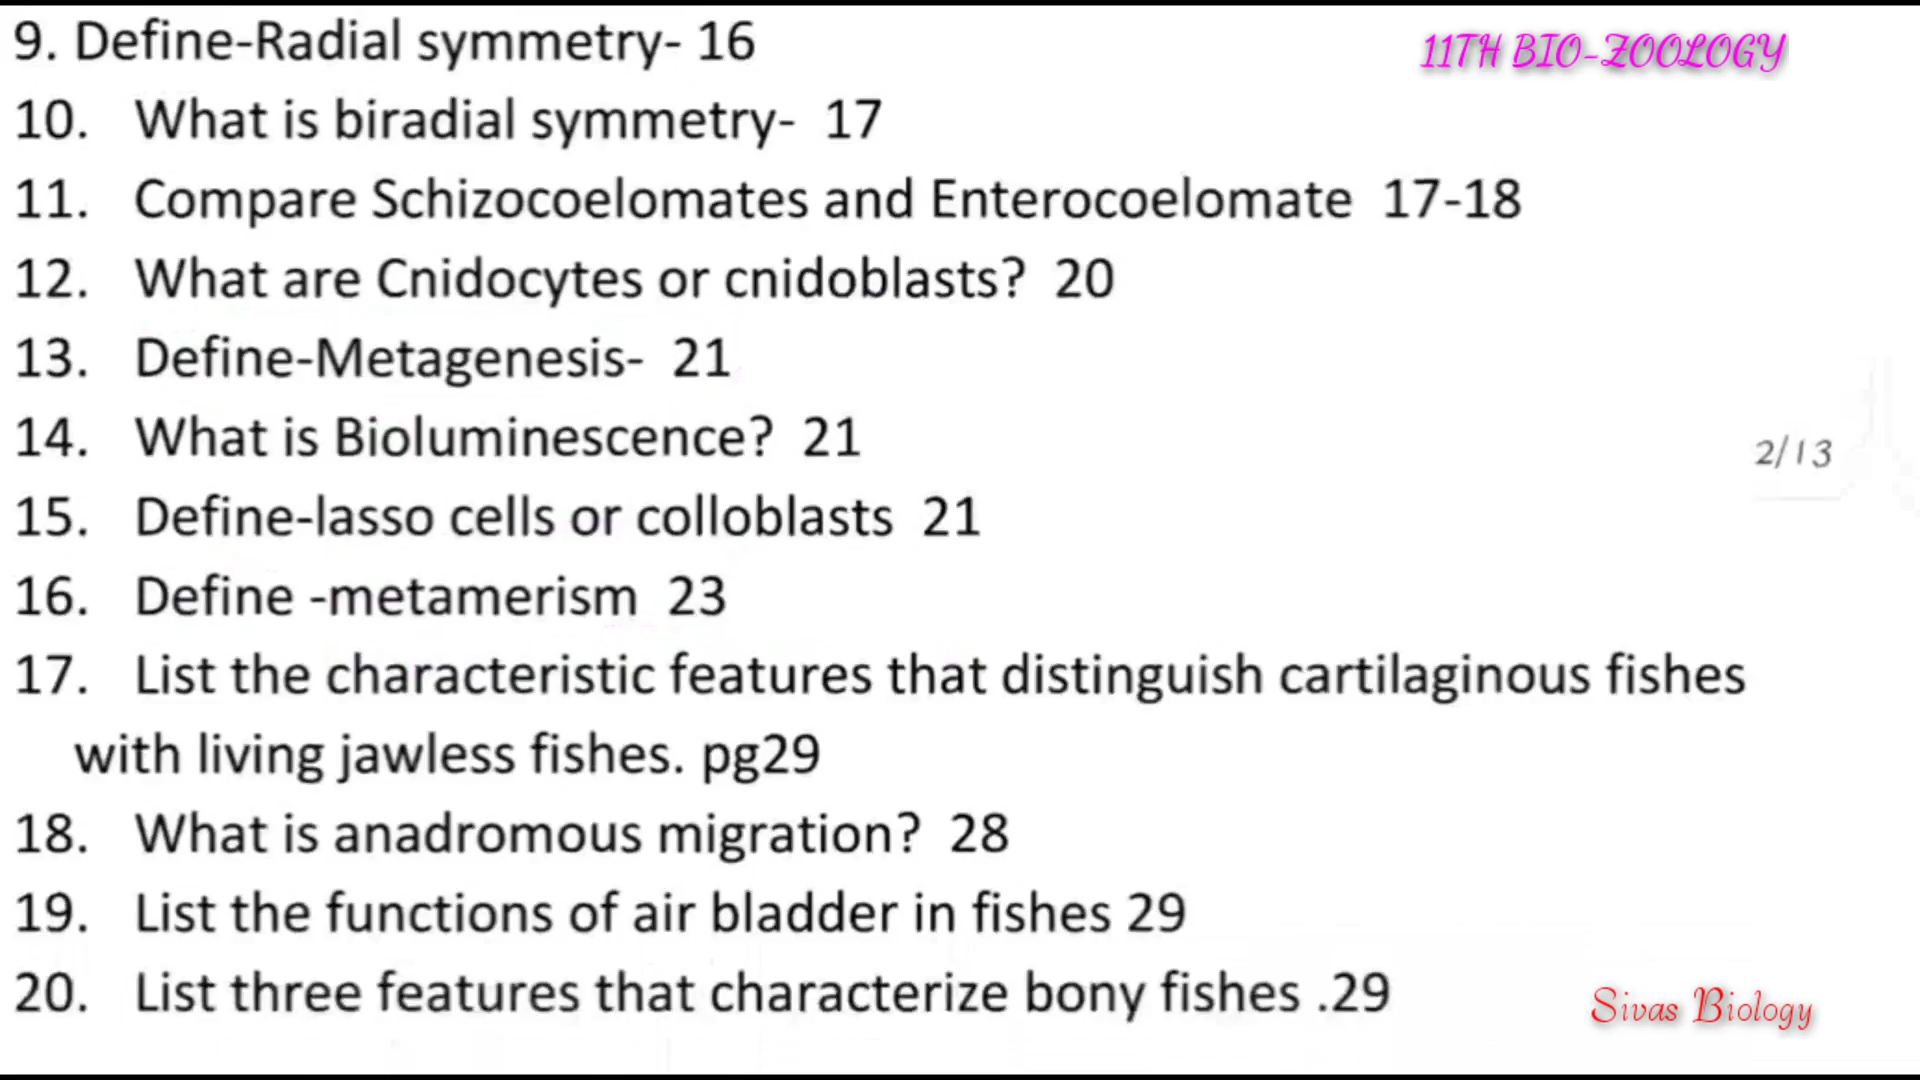 9. Define-Radial symmetry- 16
11TH BIO-ZOOLOGY
10. What is biradial symmetry- 17
11. Compare Schizocoelomates and Enterocoelomate 17-18
12. What are Cnidocytes or cnidoblasts? 20
13. Define-Metagenesis- 21
14. What is Bioluminescence? 21
2/13
15. Define-lasso cells or colloblasts 21
16. Define -metamerism 23
17. List the characteristic features that distinguish cartilaginous fishes
with living jawless fishes. pg29
18. What is anadromous migration? 28
19. List the functions of air bladder in fishes 29
20. List three features that characterize bony fishes .29
Sivas Biology